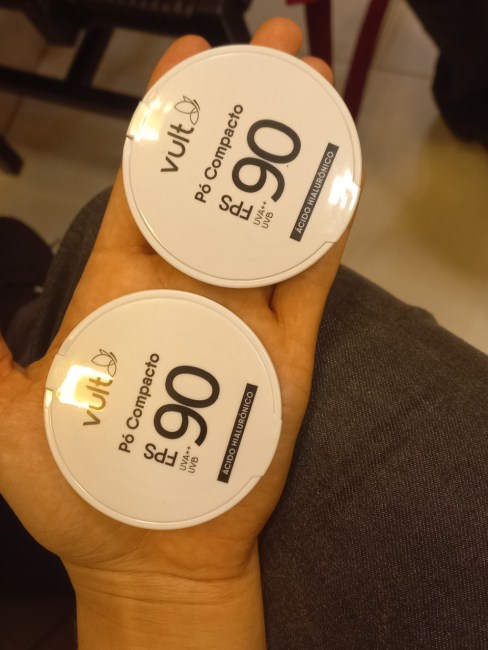 vult
Pó Compacto
FPS 90
UVA++
UVB
ÁCIDO HIALURÔNICO
vult
Pó Compacto
FPS 90
UVA++
UVB
ÁCIDO HIALURÔNICO